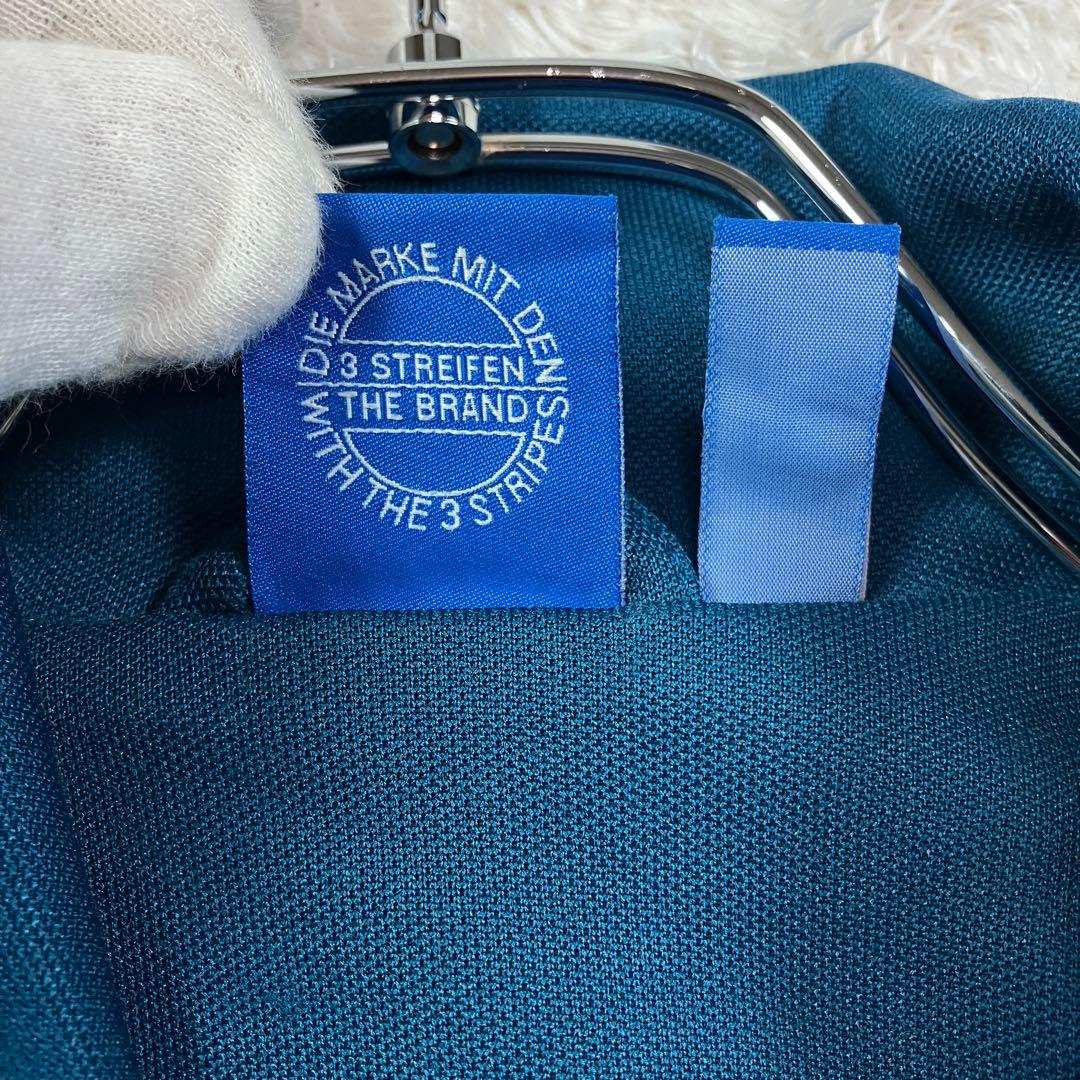 DIE MARKE MIT DEN
3 STREIFEN
THE BRAND
WITH THE 3 STRIPES